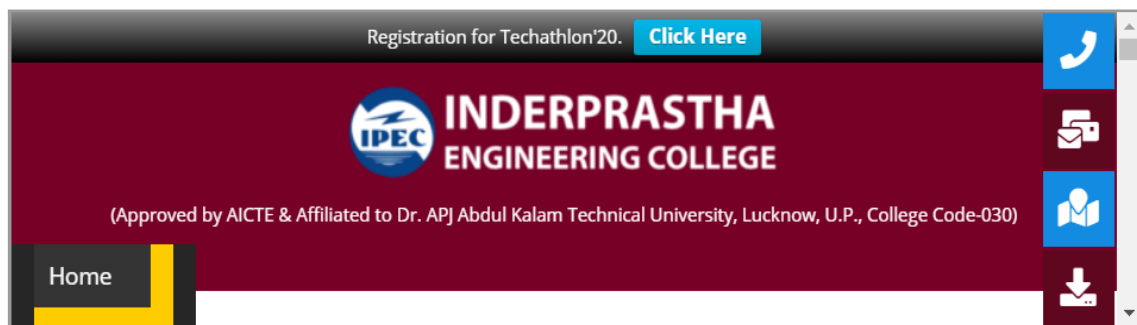 Registration for Techathlon'20. Click Here
IPEC
INDERPRASTHA
ENGINEERING COLLEGE
(Approved by AICTE & Affiliated to Dr. APJ Abdul Kalam Technical University, Lucknow, U.P., College Code-030)
Home